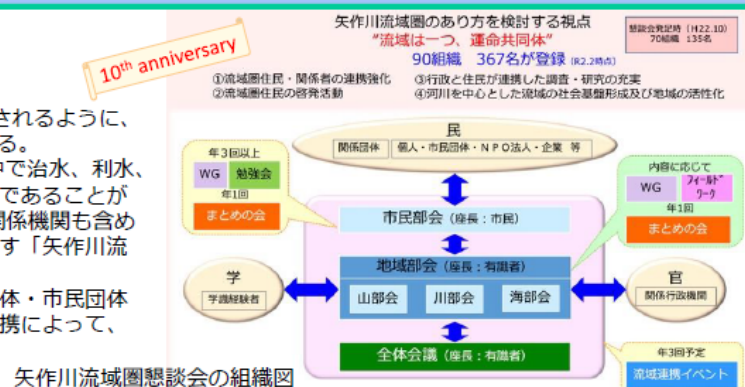 矢作川流域圏のあり方を検討する視点
“流域は一つ、運命共同体”
90組織 367名が登録 (R2.2時点)
懇談会発足時（H22.10）
70組織 135名
10th anniversary
①流域圏住民・関係者の連携強化
②流域圏住民の啓発活動
③行政と住民が連携した調査・研究の充実
④河川を中心とした流域の社会基盤形成及び地域の活性化
されるように、
る。
中で治水、利水、
であることが
関係機関も含め
す「矢作川流
体・市民団体
携によって、
民
関係団体
個人・市民団体・ＮＰＯ法人・企業 等
年3回以上
WG 勉強会
年1回
まとめの会
内容に応じて
WG フィールドワーク
年1回
まとめの会
市民部会（座長：市民）
地域部会（座長：有識者）
山部会 川部会 海部会
学
学識経験者
官
関係行政機関
全体会議（座長：有識者）
年3回予定
流域連携イベント
矢作川流域圏懇談会の組織図